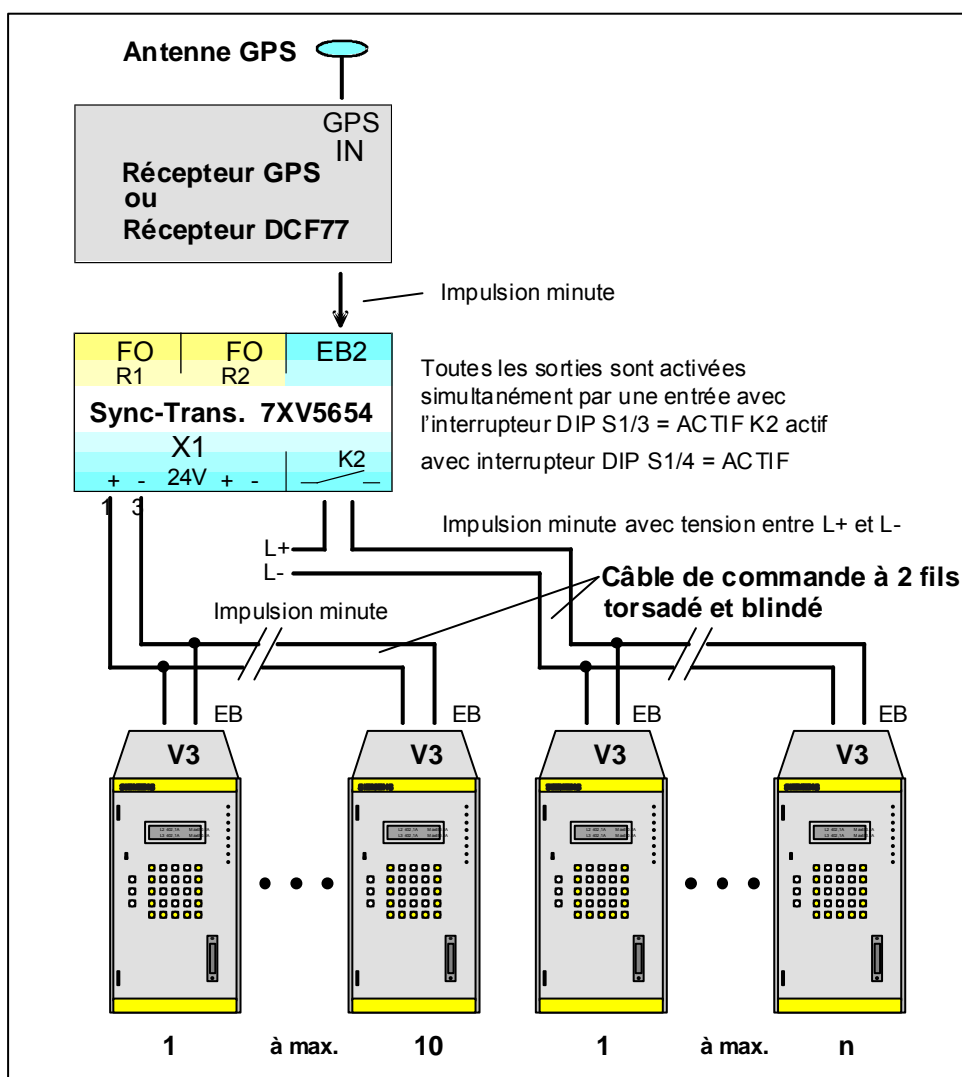 Antenne GPS
GPS
IN
Récepteur GPS
ou
Récepteur DCF77
Impulsion minute
FO FO EB2
R1 R2
Sync-Trans. 7XV5654
X1
K2
+ - 24V + -
1 3
Toutes les sorties sont activées
simultanément par une entrée avec
l'interrupteur DIP S1/3 = ACTIF K2 actif
avec interrupteur DIP S1/4 = ACTIF
Impulsion minute avec tension entre L+ et L-
L+
L-
Câble de commande à 2 fils
torsadé et blindé
Impulsion minute
EB EB EB EB
V3 V3 V3 V3
SIEMENS SIEMENS SIEMENS SIEMENS
1 à max. 10 1 à max. n